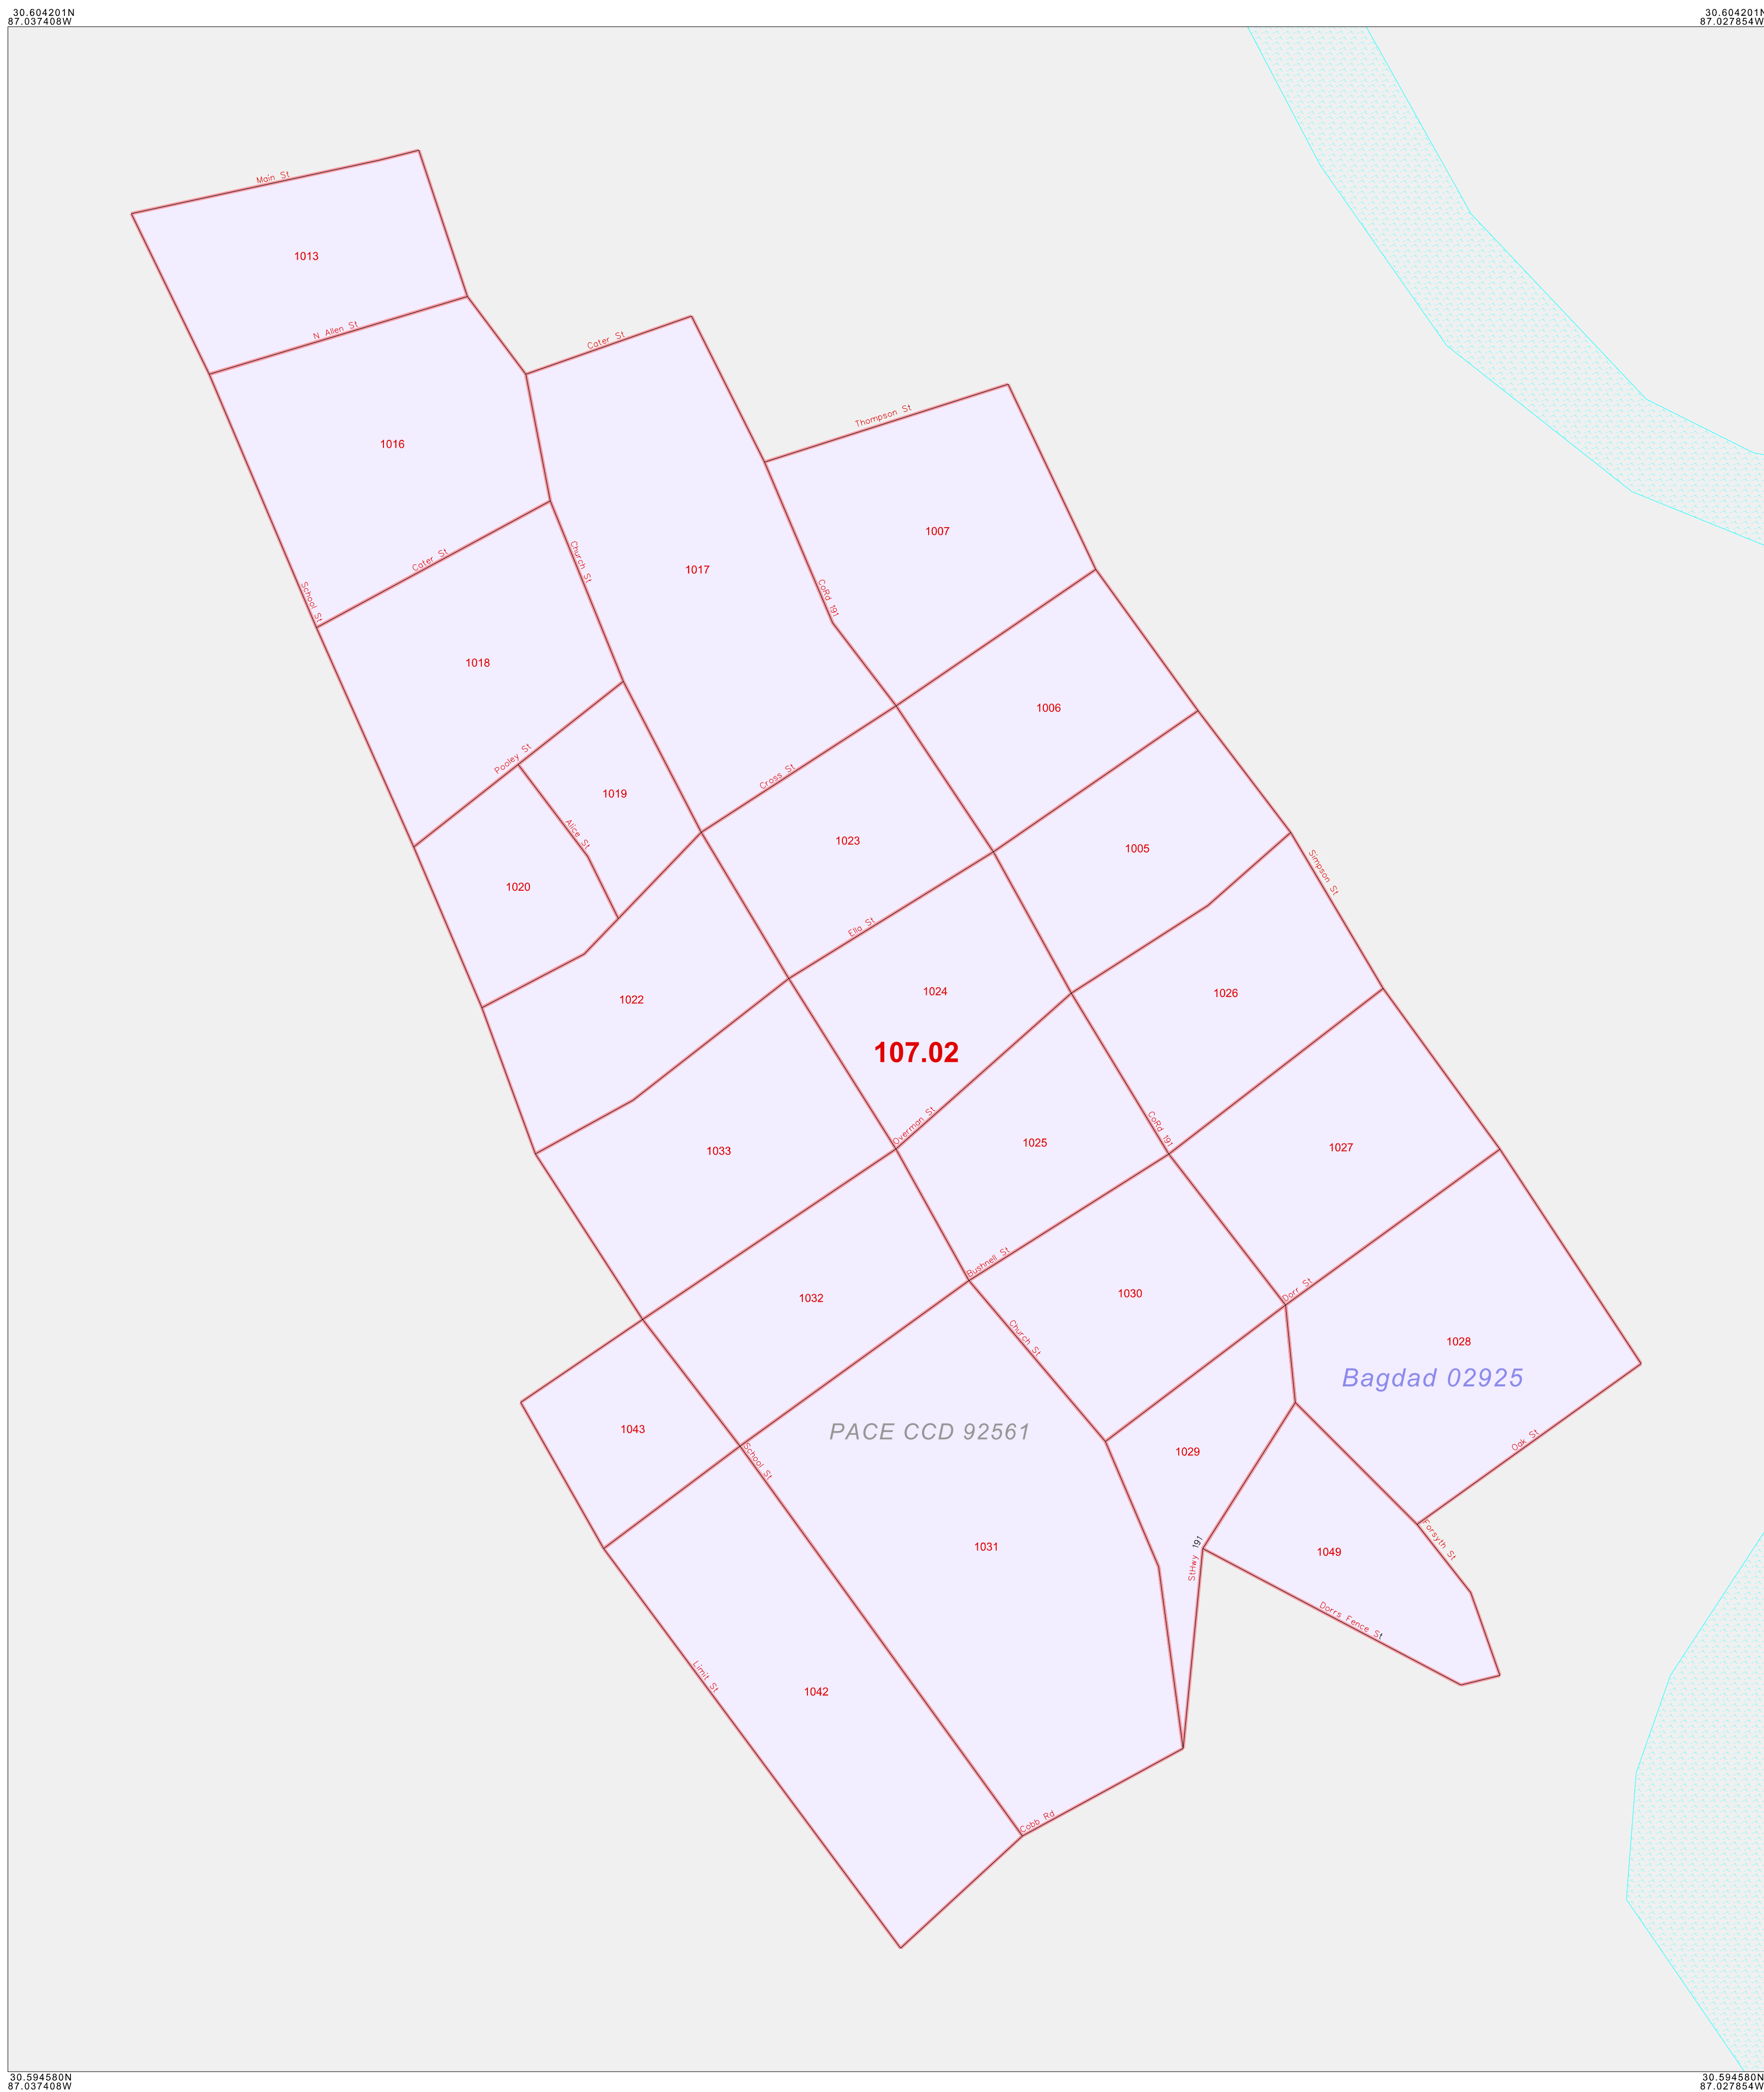 30.604201N
87.037408W
30.604201N
87.027854W
Main St
1013
N Allen St
Cater St
1016
Thompson St
1007
Church St
Cater St
1017
School St
CoRd 191
1018
1006
Pooley St
Cross St
1019
Alice St
1023
1005
Simpson St
1020
Ella St
1022
1024
1026
107.02
Overman St
CoRd 191
1033
1025
1027
Bushnell St
Dorr St
1032
1030
Church St
1028
Bagdad 02925
1043
PACE CCD 92561
School St
1029
Oak St
1031
StHwy 191
Forsyth St
1049
Dorrs Fence St
Limit St
1042
Cobb Rd
30.594580N
87.037408W
30.594580N
87.027854W